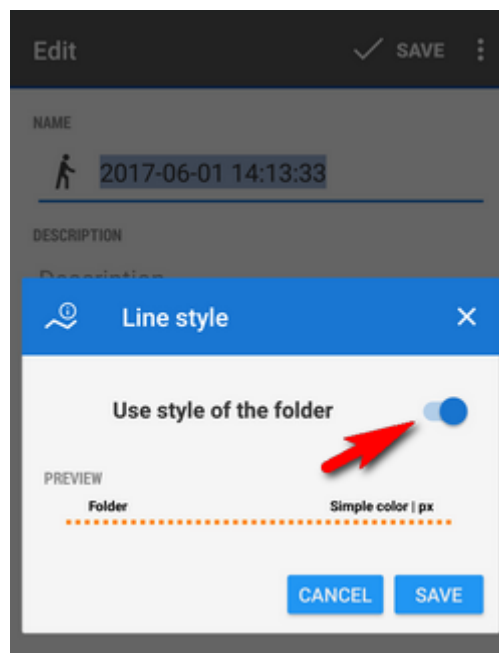 Edit
SAVE
NAME
2017-06-01 14:13:33
DESCRIPTION
Description
Line style
Use style of the folder
PREVIEW
Folder
Simple color | px
CANCEL
SAVE